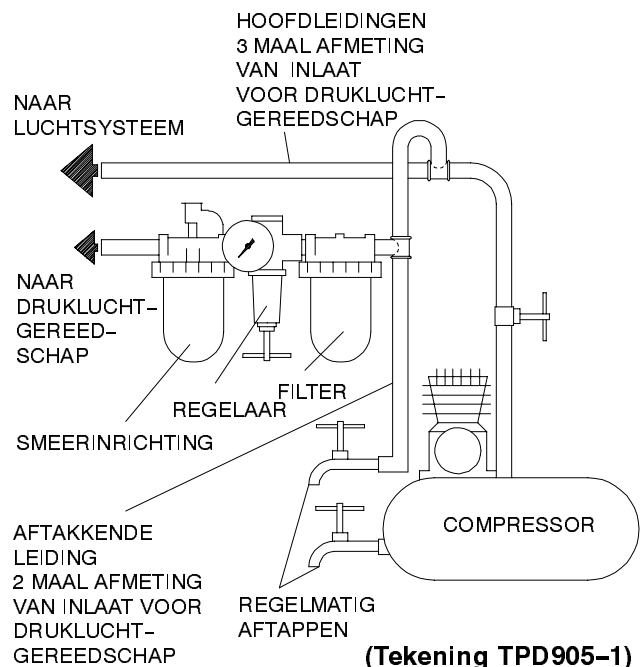 HOOFDLEIDINGEN
3 MAAL AFMETING
VAN INLAAT
VOOR DRUKLUCHT–
GEREEDSCHAP
NAAR
LUCHTSYSTEEM
NAAR
DRUKLUCHT–
GEREED–
SCHAP
FILTER
REGELAAR
SMEERINRICHTING
COMPRESSOR
AFTAKKENDE
LEIDING
2 MAAL AFMETING
VAN INLAAT VOOR
DRUKLUCHT–
GEREEDSCHAP
REGELMATIG
AFTAPPEN
(Tekening TPD905–1)